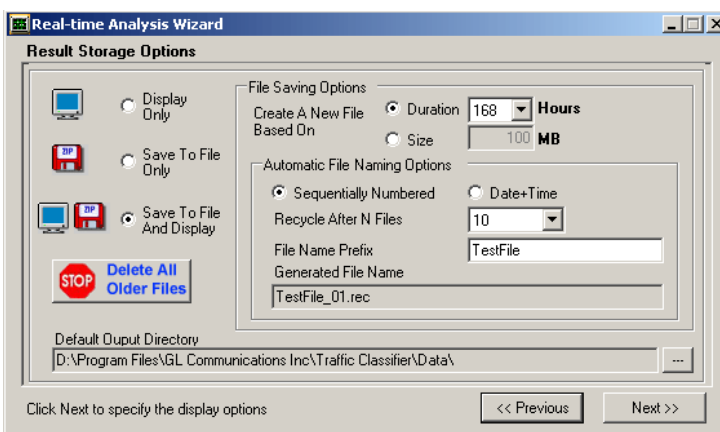 Real-time Analysis Wizard
Result Storage Options
Display
Only
ZIP
Save To File
Only
ZIP
Save To File
And Display
STOP
Delete All
Older Files
File Saving Options
Create A New File
Based On
Duration 168 Hours
Size 100 MB
Automatic File Naming Options
Sequentially Numbered Date+Time
Recycle After N Files 10
File Name Prefix TestFile
Generated File Name
TestFile_01.rec
Default Ouput Directory
D:\Program Files\GL Communications Inc\Traffic Classifier\Data\ ...
Click Next to specify the display options << Previous Next >>